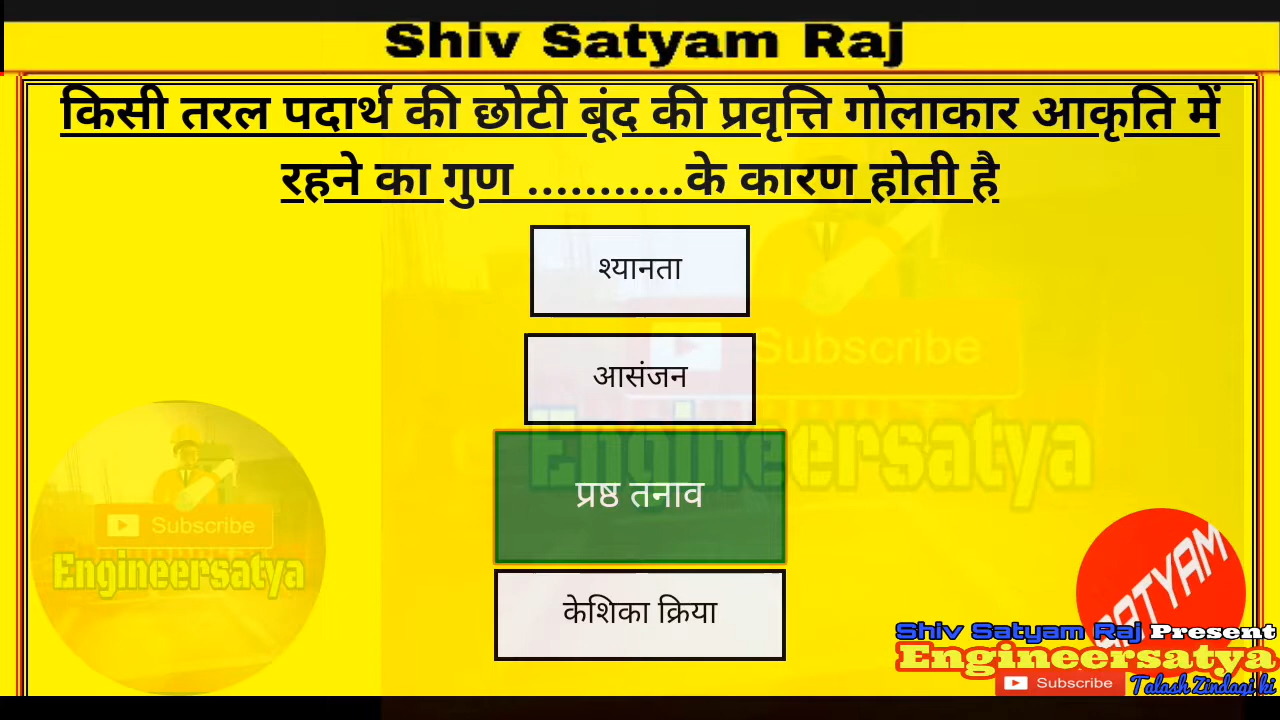 Shiv Satyam Raj
किसी तरल पदार्थ की छोटी बूंद की प्रवृत्ति गोलाकार आकृति में
रहने का गुण ...........के कारण होती है
श्यानता
आसंजन
Subscribe
Engineersatya
प्रष्ठ तनाव
केशिका क्रिया
Subscribe
Engineersatya
SATYAM
Shiv Satyam Raj Present
Engineersatya
Subscribe Talash Zindagi ki